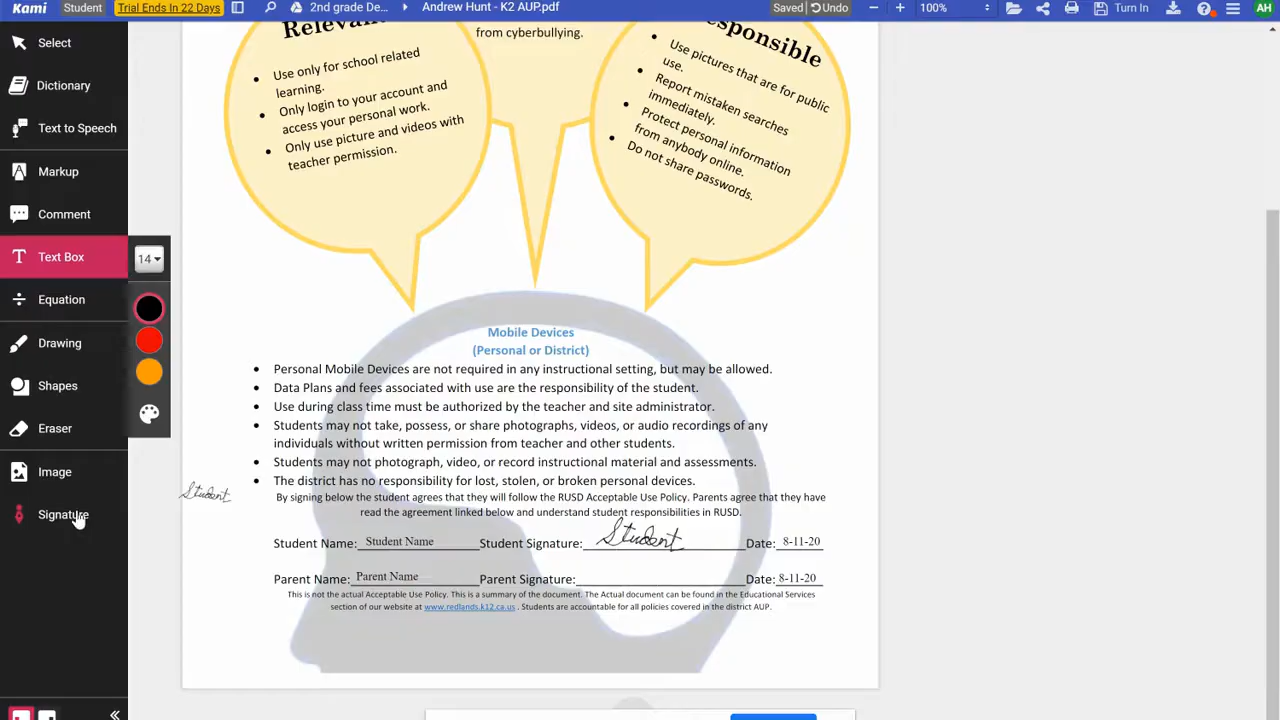 Kami Student Trial Ends In 22 Days 2nd grade De... Andrew Hunt - K2 AUP.pdf Saved Undo 100% Turn In AH
Select
Dictionary
Text to Speech
Markup
Comment
Text Box
Equation
Drawing
Shapes
Eraser
Image
Signature
14
• Use only for school related
learning.
• Only login to your account and
access your personal work.
• Only use picture and videos with
teacher permission.
from cyberbullying.
• Use pictures that are for public
use.
• Report mistaken searches
immediately.
• Protect personal information
from anybody online.
• Do not share passwords.
Mobile Devices
(Personal or District)
• Personal Mobile Devices are not required in any instructional setting, but may be allowed.
• Data Plans and fees associated with use are the responsibility of the student.
• Use during class time must be authorized by the teacher and site administrator.
• Students may not take, possess, or share photographs, videos, or audio recordings of any
individuals without written permission from teacher and other students.
• Students may not photograph, video, or record instructional material and assessments.
• The district has no responsibility for lost, stolen, or broken personal devices.
Student
By signing below the student agrees that they will follow the RUSD Acceptable Use Policy. Parents agree that they have
read the agreement linked below and understand student responsibilities in RUSD.
Student Name: Student Name Student Signature: Student Date: 8-11-20
Parent Name: Parent Name Parent Signature: Date: 8-11-20
This is not the actual Acceptable Use Policy. This is a summary of the document. The Actual document can be found in the Educational Services
section of our website at www.redlands.k12.ca.us . Students are accountable for all policies covered in the district AUP.